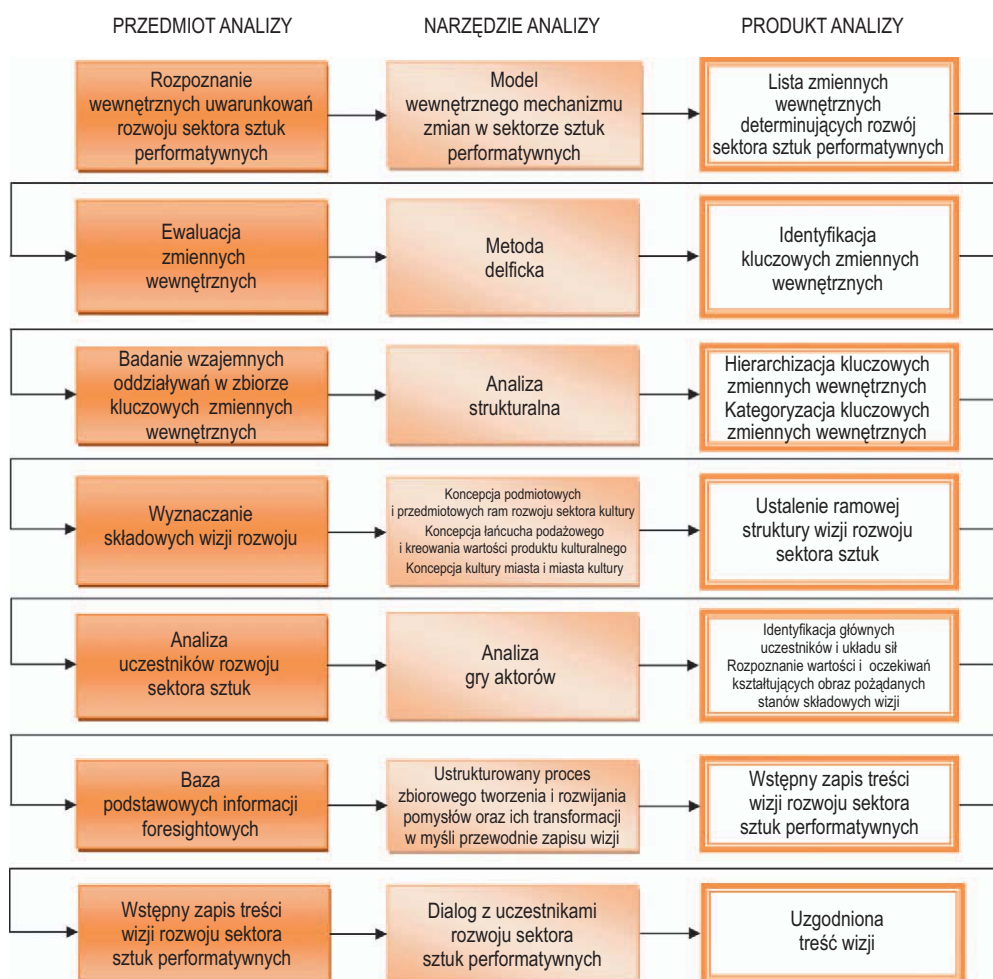 PRZEDMIOT ANALIZY
NARZĘDZIE ANALIZY
PRODUKT ANALIZY
Rozpoznanie
wewnętrznych uwarunkowań
rozwoju sektora sztuk
performatywnych
Model
wewnętrznego mechanizmu
zmian w sektorze sztuk
performatywnych
Lista zmiennych
wewnętrznych
determinujących rozwój
sektora sztuk performatywnych
Ewaluacja
zmiennych
wewnętrznych
Metoda
delficka
Identyfikacja
kluczowych zmiennych
wewnętrznych
Badanie wzajemnych
oddziaływań w zbiorze
kluczowych zmiennych
wewnętrznych
Analiza
strukturalna
Hierarchizacja kluczowych
zmiennych wewnętrznych
Kategoryzacja kluczowych
zmiennych wewnętrznych
Wyznaczanie
składowych wizji rozwoju
Koncepcja podmiotowych
i przedmiotowych ram rozwoju sektora kultury
Koncepcja łańcucha podażowego
i kreowania wartości produktu kulturalnego
Koncepcja kultury miasta i miasta kultury
Ustalenie ramowej
struktury wizji rozwoju
sektora sztuk
Analiza
uczestników rozwoju
sektora sztuk
Analiza
gry aktorów
Identyfikacja głównych
uczestników i układu sił
Rozpoznanie wartości i oczekiwań
kształtujących obraz pożądanych
stanów składowych wizji
Baza
podstawowych informacji
foresightowych
Ustrukturowany proces
zbiorowego tworzenia i rozwijania
pomysłów oraz ich transformacji
w myśli przewodnie zapisu wizji
Wstępny zapis treści
wizji rozwoju sektora
sztuk performatywnych
Wstępny zapis treści
wizji rozwoju sektora
sztuk performatywnych
Dialog z uczestnikami
rozwoju sektora
sztuk performatywnych
Uzgodniona
treść wizji